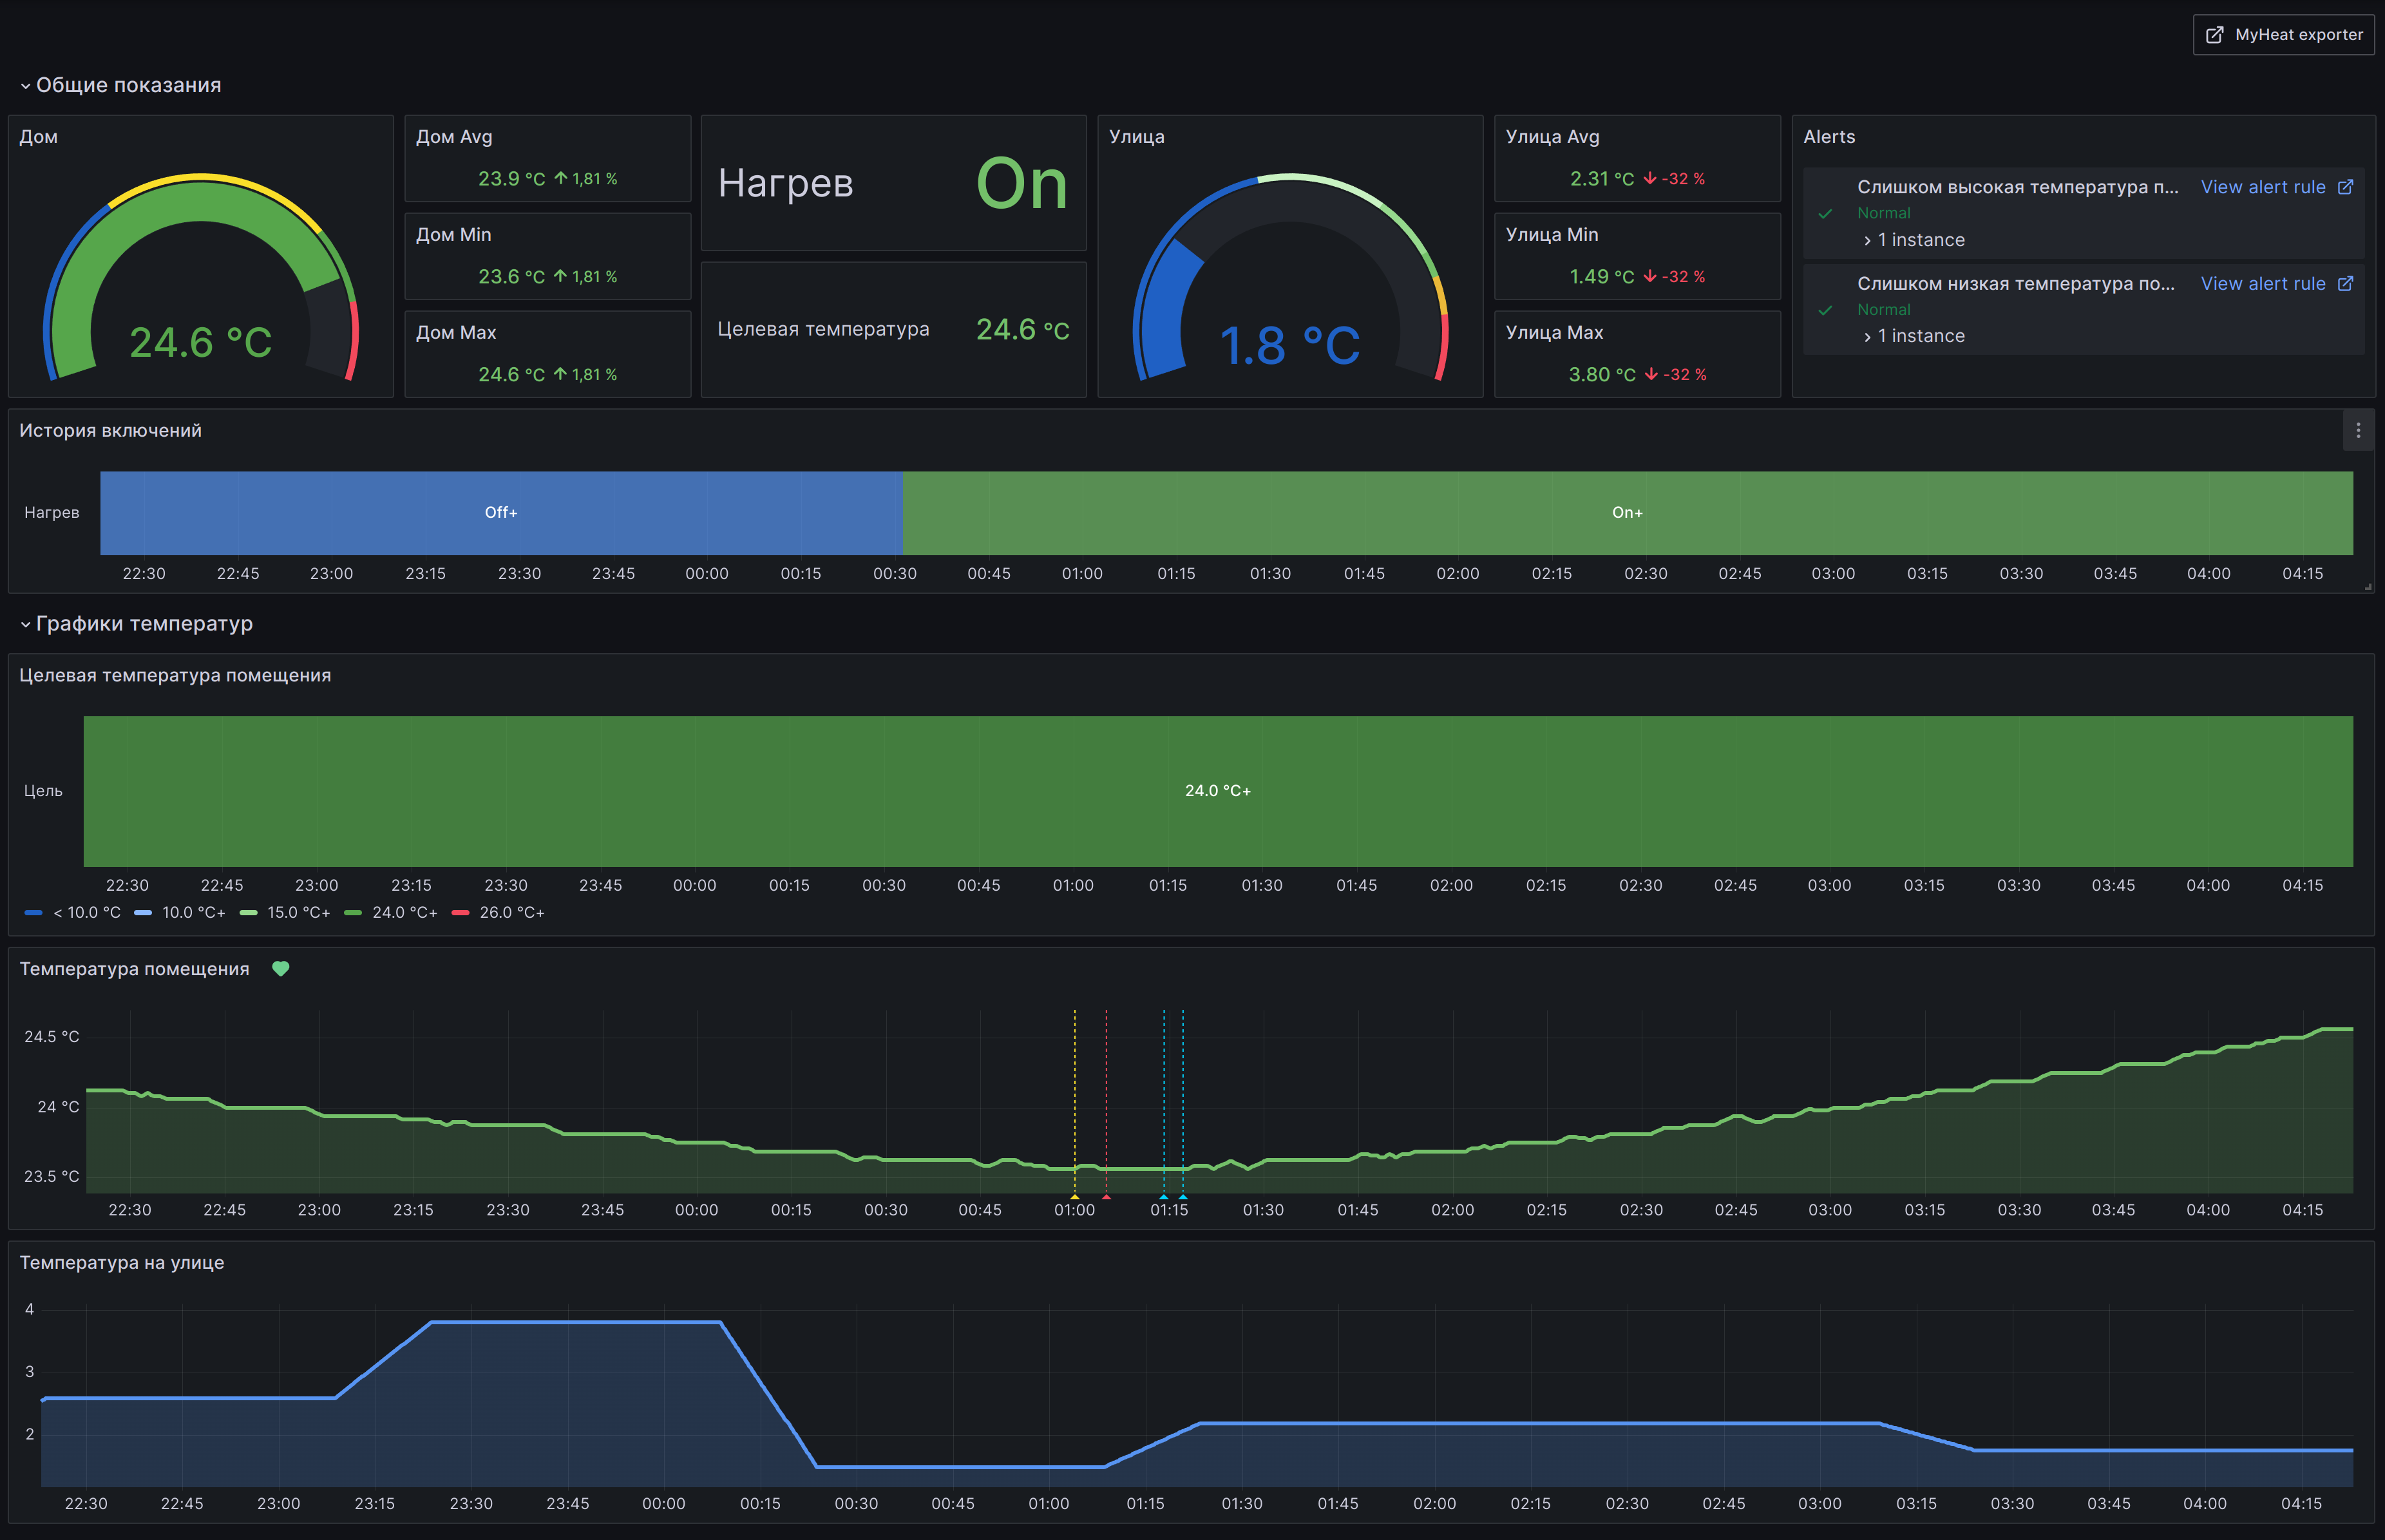 MyHeat exporter
Общие показания
Дом
24.6 °C
Дом Avg
23.9 °C 1,81 %
Дом Min
23.6 °C 1,81 %
Дом Max
24.6 °C 1,81 %
Нагрев On
Целевая температура 24.6 °C
Улица
1.8 °C
Улица Avg
2.31 °C -32 %
Улица Min
1.49 °C -32 %
Улица Max
3.80 °C -32 %
Alerts
Слишком высокая температура п... View alert rule
Normal
1 instance
Слишком низкая температура по... View alert rule
Normal
1 instance
История включений
Нагрев Off+ On+
22:30 22:45 23:00 23:15 23:30 23:45 00:00 00:15 00:30 00:45 01:00 01:15 01:30 01:45 02:00 02:15 02:30 02:45 03:00 03:15 03:30 03:45 04:00 04:15
Графики температур
Целевая температура помещения
Цель 24.0 °C+
22:30 22:45 23:00 23:15 23:30 23:45 00:00 00:15 00:30 00:45 01:00 01:15 01:30 01:45 02:00 02:15 02:30 02:45 03:00 03:15 03:30 03:45 04:00 04:15
< 10.0 °C 10.0 °C+ 15.0 °C+ 24.0 °C+ 26.0 °C+
Температура помещения
24.5 °C
24 °C
23.5 °C
22:30 22:45 23:00 23:15 23:30 23:45 00:00 00:15 00:30 00:45 01:00 01:15 01:30 01:45 02:00 02:15 02:30 02:45 03:00 03:15 03:30 03:45 04:00 04:15
Температура на улице
4
3
2
22:30 22:45 23:00 23:15 23:30 23:45 00:00 00:15 00:30 00:45 01:00 01:15 01:30 01:45 02:00 02:15 02:30 02:45 03:00 03:15 03:30 03:45 04:00 04:15